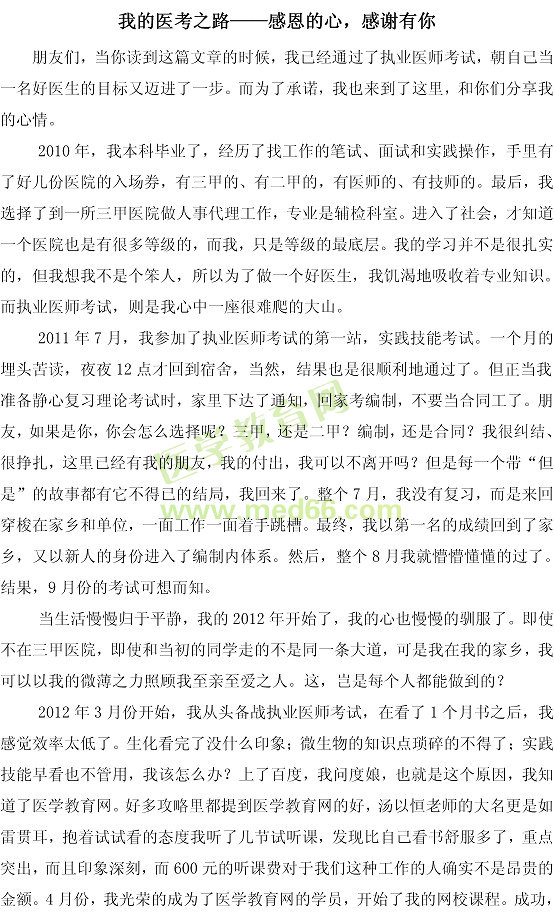 我的医考之路——感恩的心，感谢有你
朋友们，当你读到这篇文章的时候，我已经通过了执业医师考试，朝自己当
一名好医生的目标又迈进了一步。而为了承诺，我也来到了这里，和你们分享我
的心情。
2010 年，我本科毕业了，经历了找工作的笔试、面试和实践操作，手里有
了好几份医院的入场券，有三甲的、有二甲的，有医师的、有技师的。最后，我
选择了到一所三甲医院做人事代理工作，专业是辅检科室。进入了社会，才知道
一个医院也是有很多等级的，而我，只是等级的最底层。我的学习并不是很扎实
的，但我想我不是个笨人，所以为了做一个好医生，我饥渴地吸收着专业知识。
而执业医师考试，则是我心中一座很难爬的大山。
2011 年 7 月，我参加了执业医师考试的第一站，实践技能考试。一个月的
埋头苦读，夜夜 12 点才回到宿舍，当然，结果也是很顺利地通过了。但正当我
准备静心复习理论考试时，家里下达了通知，回家考编制，不要当合同工了。朋
友，如果是你，你会怎么选择呢？三甲，还是二甲？编制，还是合同？我很纠结、
很挣扎，这里已经有我的朋友，我的付出，我可以不离开吗？但是每一个带“但
是”的故事都有它不得已的结局，我回来了。整个 7 月，我没有复习，而是来回
穿梭在家乡和单位，一面工作一面着手跳槽。最终，我以第一名的成绩回到了家
乡，又以新人的身份进入了编制内体系。然后，整个 8 月我就懵懵懂懂的过了。
结果，9 月份的考试可想而知。
当生活慢慢归于平静，我的 2012 年开始了，我的心也慢慢的驯服了。即使
不在三甲医院，即使和当初的同学走的不是同一条大道，可是我在我的家乡，我
可以以我的微薄之力照顾我至亲至爱之人。这，岂是每个人都能做到的？
2012 年 3 月份开始，我从头备战执业医师考试，在看了 1 个月书之后，我
感觉效率太低了。生化看完了没什么印象；微生物的知识点琐碎的不得了；实践
技能早看也不管用，我该怎么办？上了百度，我问度娘，也就是这个原因，我知
道了医学教育网。好多攻略里都提到医学教育网的好，汤以恒老师的大名更是如
雷贯耳，抱着试试看的态度我听了几节试听课，发现比自己看书舒服多了，重点
突出，而且印象深刻，而 600 元的听课费对于我们这种工作的人确实不是昂贵的
金额。4 月份，我光荣的成为了医学教育网的学员，开始了我的网校课程。成功，
医学教育网
www.med66.com